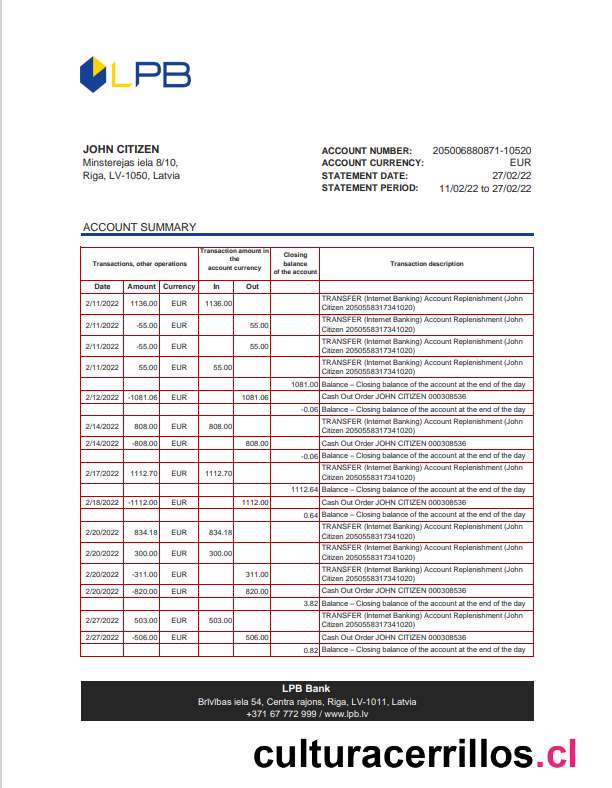 LPB
JOHN CITIZEN
Minsterejas iela 8/10,
Riga, LV-1050, Latvia
ACCOUNT NUMBER: 205006880871-10520
ACCOUNT CURRENCY: EUR
STATEMENT DATE: 27/02/22
STATEMENT PERIOD: 11/02/22 to 27/02/22
ACCOUNT SUMMARY
Transactions, other operations
Transaction amount in
the
account currency
Closing
balance
of the account
Transaction description
Date Amount Currency In Out
2/11/2022 1136.00 EUR 1136.00 TRANSFER (Internet Banking) Account Replenishment (John
Citizen 2050558317341020)
2/11/2022 -55.00 EUR 55.00 TRANSFER (Internet Banking) Account Replenishment (John
Citizen 2050558317341020)
2/11/2022 -55.00 EUR 55.00 TRANSFER (Internet Banking) Account Replenishment (John
Citizen 2050558317341020)
2/11/2022 55.00 EUR 55.00 TRANSFER (Internet Banking) Account Replenishment (John
Citizen 2050558317341020)
1081.00 Balance – Closing balance of the account at the end of the day
2/12/2022 -1081.06 EUR 1081.06 Cash Out Order JOHN CITIZEN 000308536
-0.06 Balance – Closing balance of the account at the end of the day
2/14/2022 808.00 EUR 808.00 TRANSFER (Internet Banking) Account Replenishment (John
Citizen 2050558317341020)
2/14/2022 -808.00 EUR 808.00 Cash Out Order JOHN CITIZEN 000308536
-0.06 Balance – Closing balance of the account at the end of the day
2/17/2022 1112.70 EUR 1112.70 TRANSFER (Internet Banking) Account Replenishment (John
Citizen 2050558317341020)
1112.64 Balance – Closing balance of the account at the end of the day
2/18/2022 -1112.00 EUR 1112.00 Cash Out Order JOHN CITIZEN 000308536
0.64 Balance – Closing balance of the account at the end of the day
2/20/2022 834.18 EUR 834.18 TRANSFER (Internet Banking) Account Replenishment (John
Citizen 2050558317341020)
2/20/2022 300.00 EUR 300.00 TRANSFER (Internet Banking) Account Replenishment (John
Citizen 2050558317341020)
2/20/2022 -311.00 EUR 311.00 TRANSFER (Internet Banking) Account Replenishment (John
Citizen 2050558317341020)
2/20/2022 -820.00 EUR 820.00 Cash Out Order JOHN CITIZEN 000308536
3.82 Balance – Closing balance of the account at the end of the day
2/27/2022 503.00 EUR 503.00 TRANSFER (Internet Banking) Account Replenishment (John
Citizen 2050558317341020)
2/27/2022 -506.00 EUR 506.00 Cash Out Order JOHN CITIZEN 000308536
0.82 Balance – Closing balance of the account at the end of the day
LPB Bank
Brīvības iela 54, Centra rajons, Riga, LV-1011, Latvia
+371 67 772 999 / www.lpb.lv
culturacerrillos.cl